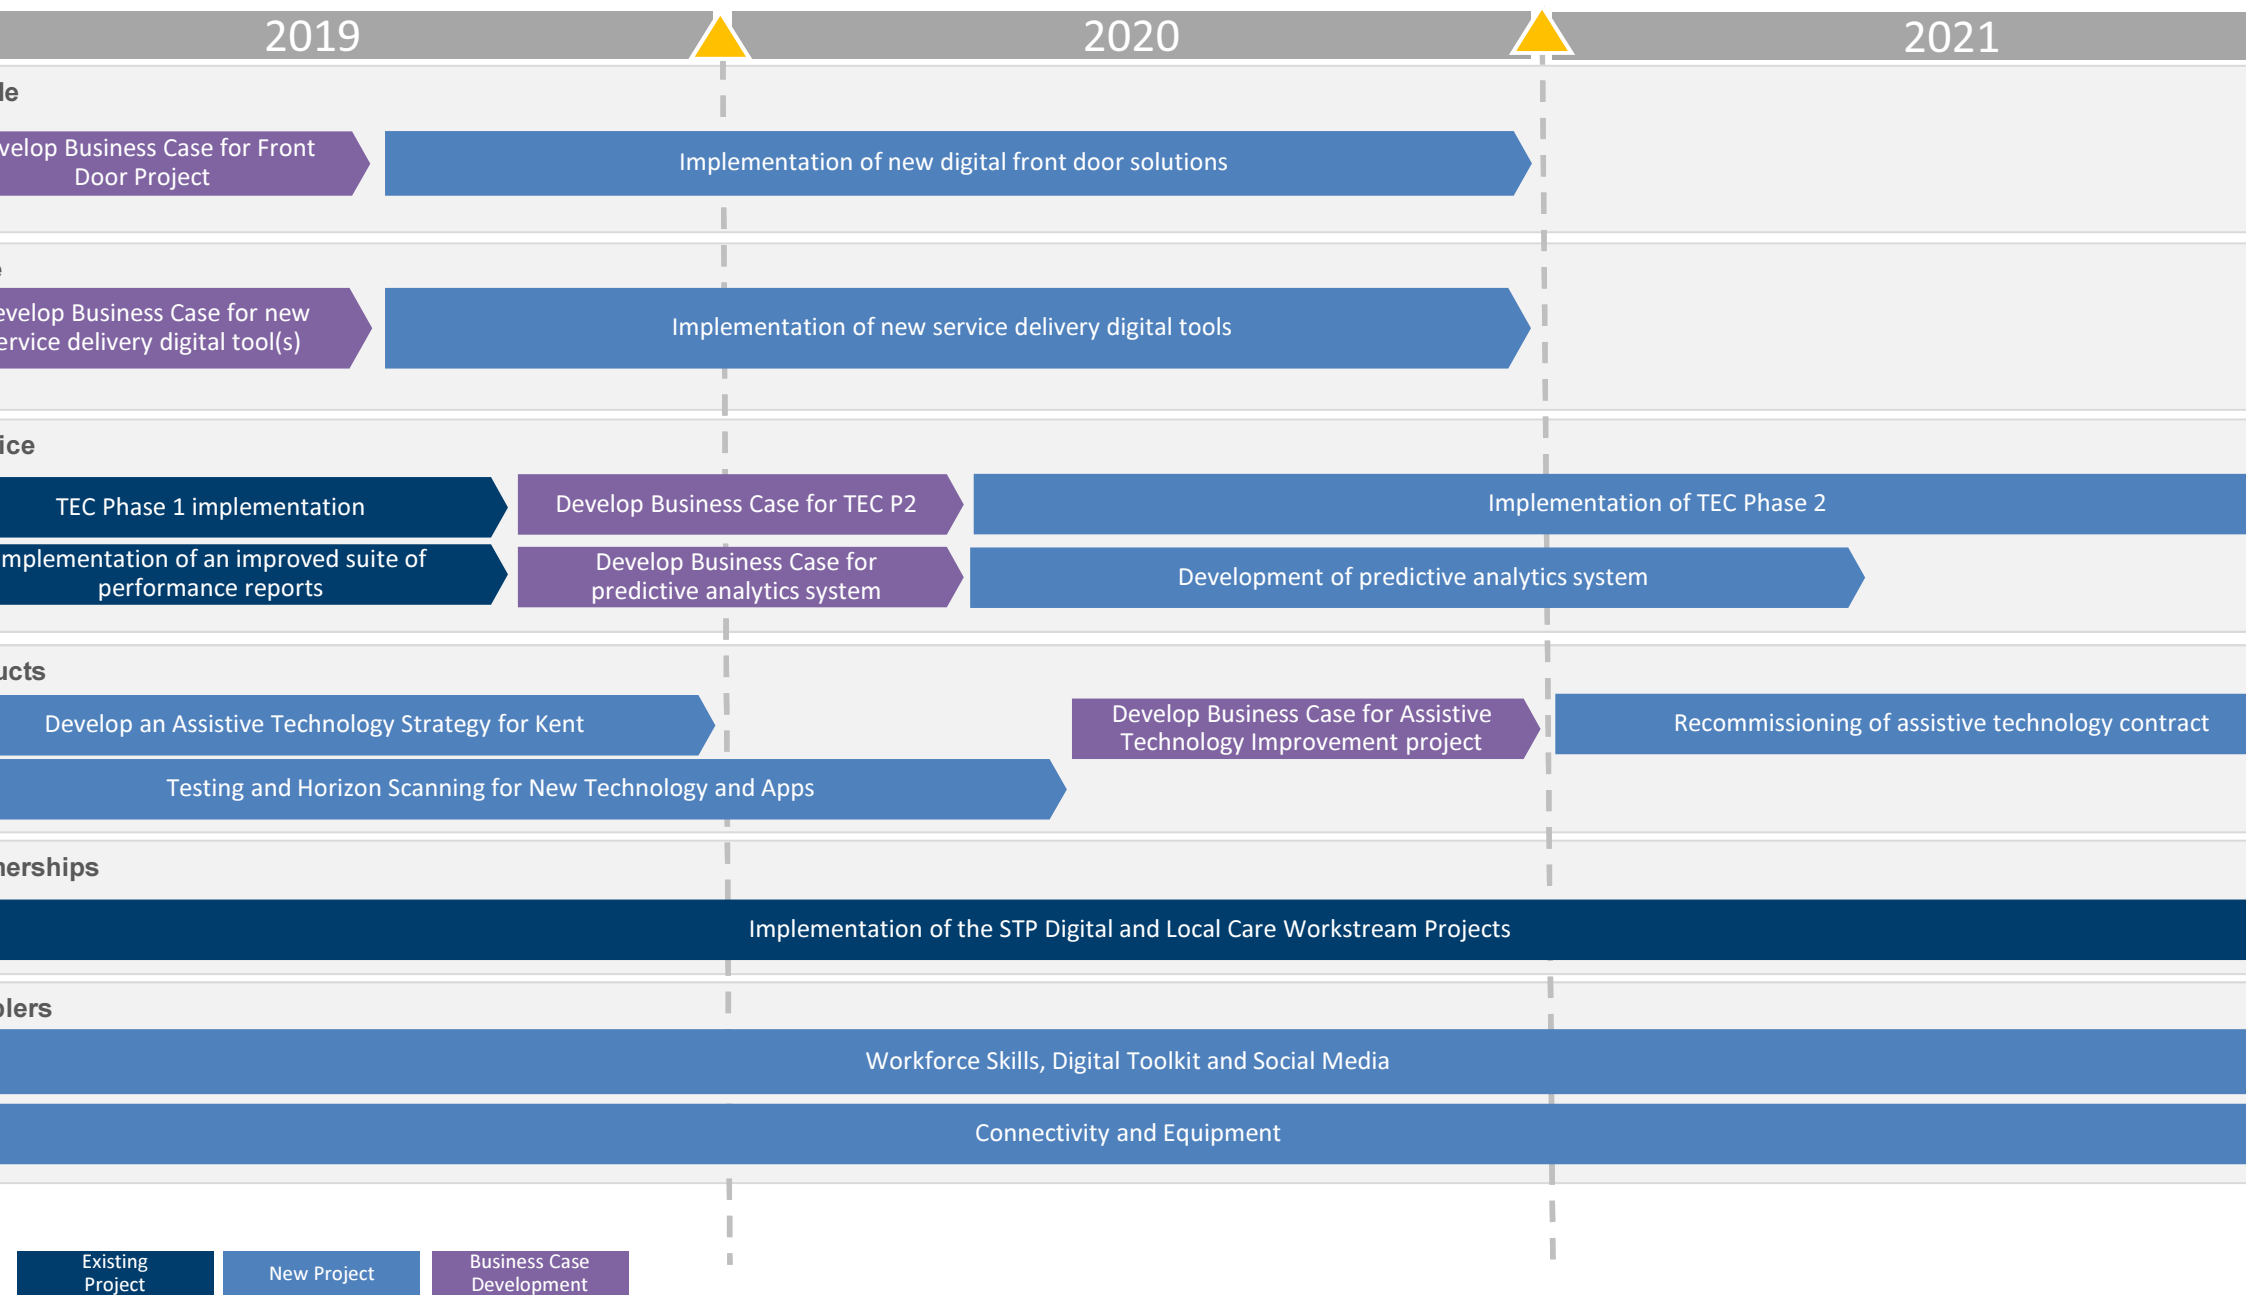 2019
2020
2021
le
velop Business Case for Front
Door Project
Implementation of new digital front door solutions
e
evelop Business Case for new
ervice delivery digital tool(s)
Implementation of new service delivery digital tools
ice
TEC Phase 1 implementation
Develop Business Case for TEC P2
Implementation of TEC Phase 2
mplementation of an improved suite of
performance reports
Develop Business Case for
predictive analytics system
Development of predictive analytics system
ucts
Develop an Assistive Technology Strategy for Kent
Develop Business Case for Assistive
Technology Improvement project
Recommissioning of assistive technology contract
Testing and Horizon Scanning for New Technology and Apps
nerships
Implementation of the STP Digital and Local Care Workstream Projects
blers
Workforce Skills, Digital Toolkit and Social Media
Connectivity and Equipment
Existing
Project
New Project
Business Case
Development